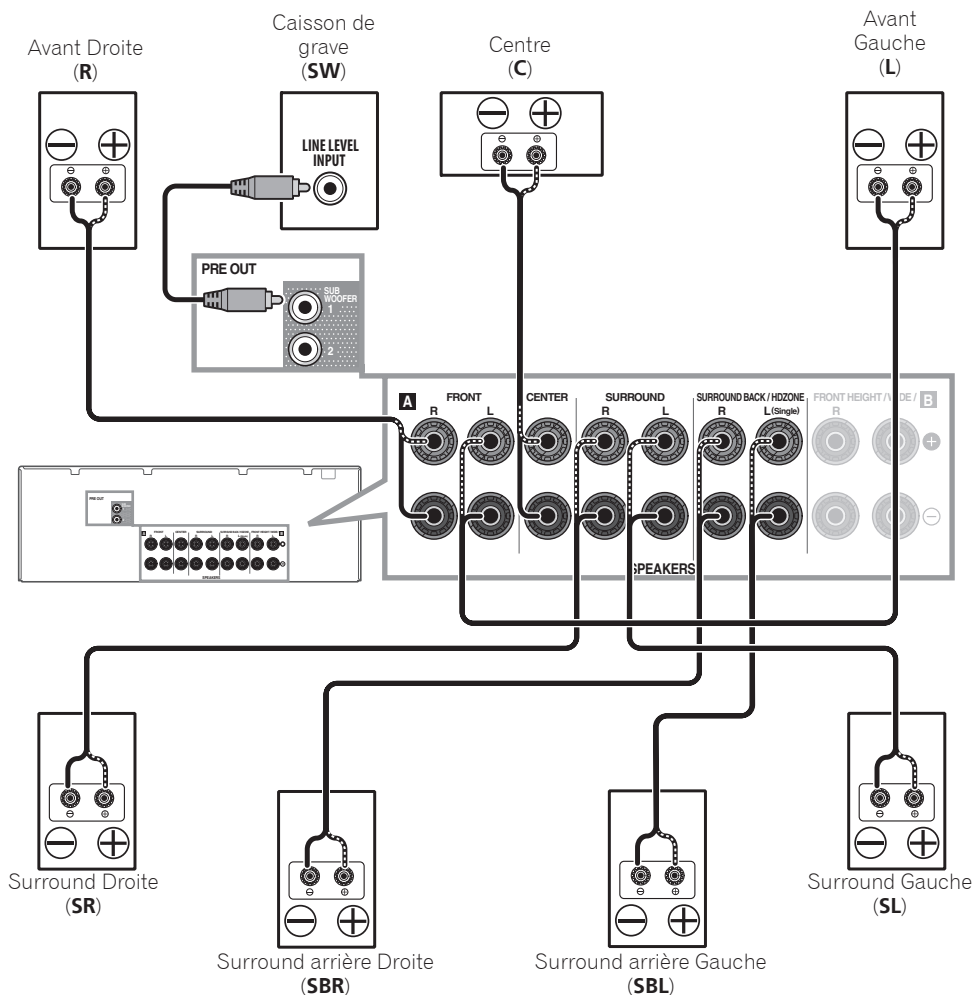 Avant Droite
(R)
Caisson de
grave
(SW)
Centre
(C)
Avant
Gauche
(L)
LINE LEVEL
INPUT
PRE OUT
SUB
WOOFER
1
2
A
FRONT
R L
CENTER
SURROUND
R L
SURROUND BACK / HDZONE
R L (Single)
FRONT HEIGHT / WIDE / B
R
SPEAKERS
PRE OUT
SPEAKERS
Surround Droite
(SR)
Surround Gauche
(SL)
Surround arrière Droite
(SBR)
Surround arrière Gauche
(SBL)